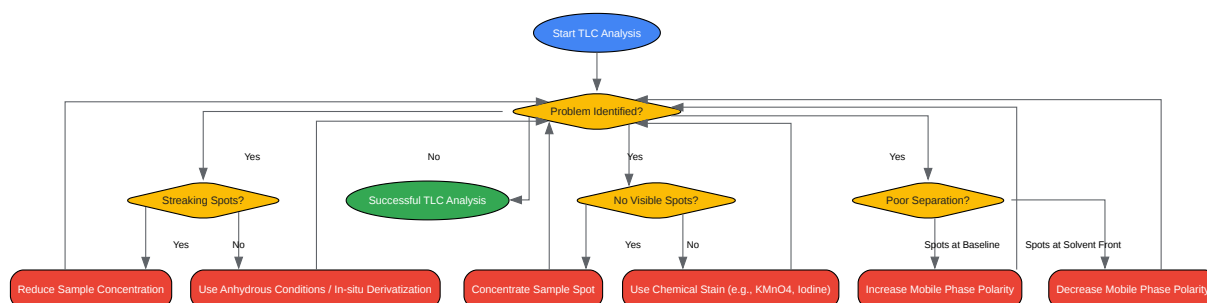 Start TLC Analysis
Problem Identified?
Yes
No
Yes
Yes
Streaking Spots?
Successful TLC Analysis
No Visible Spots?
Poor Separation?
Yes
No
Yes
No
Spots at Baseline
Spots at Solvent Front
Reduce Sample Concentration
Use Anhydrous Conditions / In-situ Derivatization
Concentrate Sample Spot
Use Chemical Stain (e.g., KMnO4, Iodine)
Increase Mobile Phase Polarity
Decrease Mobile Phase Polarity